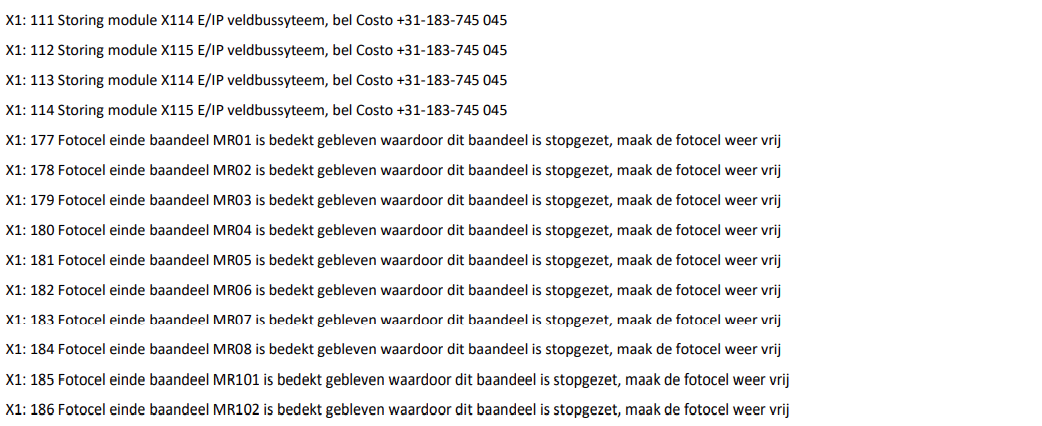 X1: 111 Storing module X114 E/IP veldbussyteem, bel Costo +31-183-745 045
X1: 112 Storing module X115 E/IP veldbussyteem, bel Costo +31-183-745 045
X1: 113 Storing module X114 E/IP veldbussyteem, bel Costo +31-183-745 045
X1: 114 Storing module X115 E/IP veldbussyteem, bel Costo +31-183-745 045
X1: 177 Fotocel einde baandeel MR01 is bedekt gebleven waardoor dit baandeel is stopgezet, maak de fotocel weer vrij
X1: 178 Fotocel einde baandeel MR02 is bedekt gebleven waardoor dit baandeel is stopgezet, maak de fotocel weer vrij
X1: 179 Fotocel einde baandeel MR03 is bedekt gebleven waardoor dit baandeel is stopgezet, maak de fotocel weer vrij
X1: 180 Fotocel einde baandeel MR04 is bedekt gebleven waardoor dit baandeel is stopgezet, maak de fotocel weer vrij
X1: 181 Fotocel einde baandeel MR05 is bedekt gebleven waardoor dit baandeel is stopgezet, maak de fotocel weer vrij
X1: 182 Fotocel einde baandeel MR06 is bedekt gebleven waardoor dit baandeel is stopgezet, maak de fotocel weer vrij
X1: 183 Fotocel einde baandeel MR07 is bedekt gebleven waardoor dit baandeel is stopgezet, maak de fotocel weer vrij
X1: 184 Fotocel einde baandeel MR08 is bedekt gebleven waardoor dit baandeel is stopgezet, maak de fotocel weer vrij
X1: 185 Fotocel einde baandeel MR101 is bedekt gebleven waardoor dit baandeel is stopgezet, maak de fotocel weer vrij
X1: 186 Fotocel einde baandeel MR102 is bedekt gebleven waardoor dit baandeel is stopgezet, maak de fotocel weer vrij